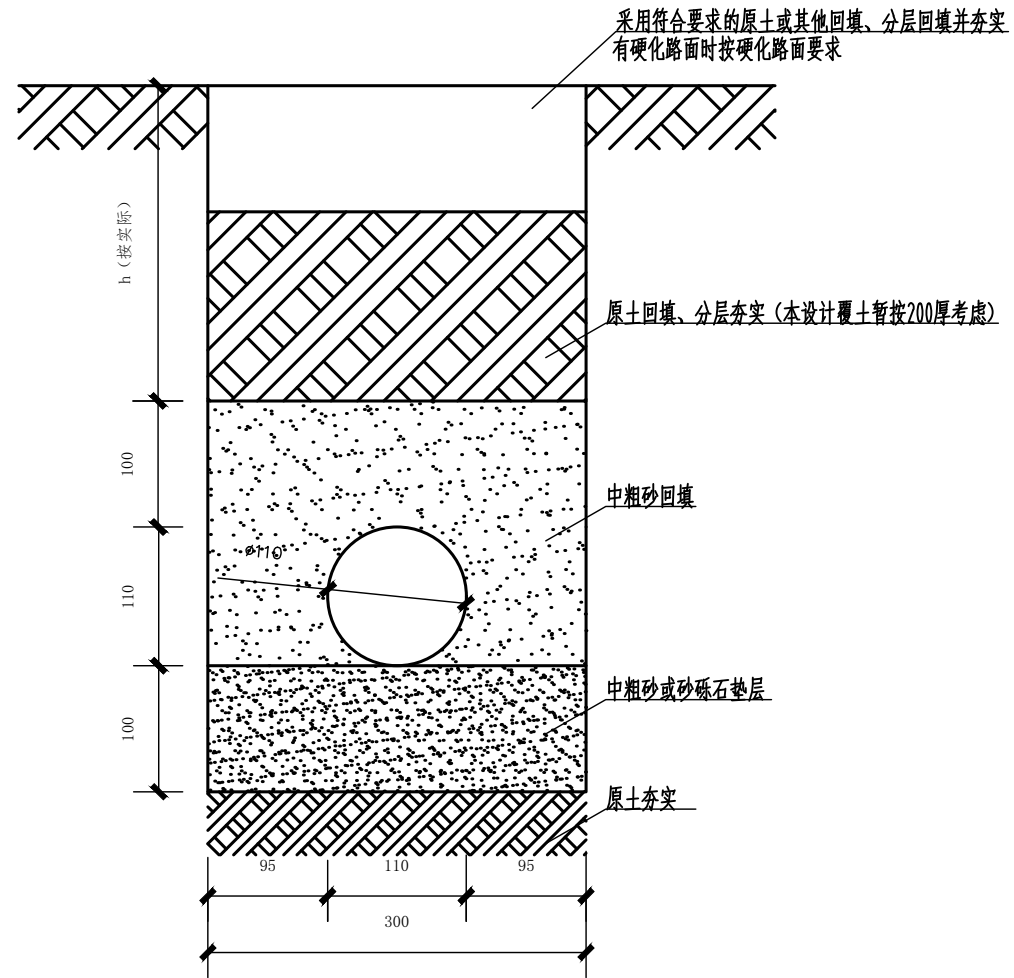 采用符合要求的原土或其他回填、分层回填并夯实
有硬化路面时按硬化路面要求
h（按实际）
原土回填、分层夯实（本设计覆土暂按200厚考虑）
100
中粗砂回填
ø110
110
中粗砂或砂砾石垫层
100
原土夯实
95
110
95
300